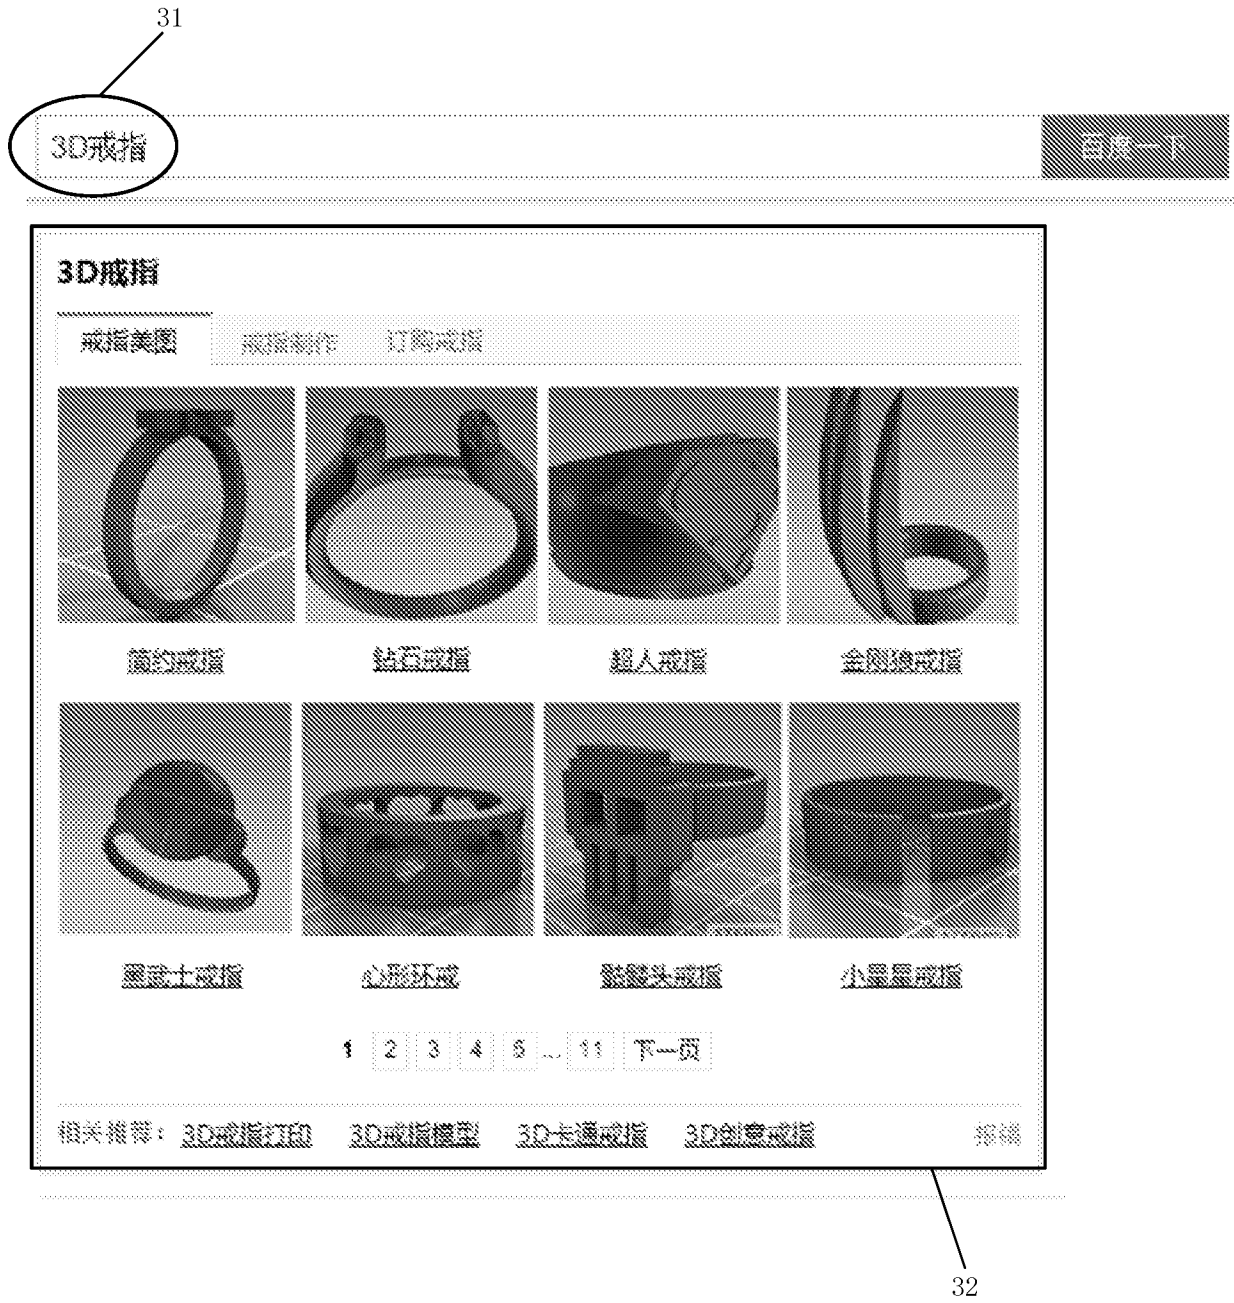 31
3D戒指 百度一下
3D戒指
戒指美图 戒指制作 订购戒指
简约戒指 钻石戒指 超人戒指 金刚狼戒指
黑武士戒指 心形环戒 骷髅头戒指 小星星戒指
1 2 3 4 5 ... 11 下一页
相关推荐： 3D戒指打印 3D戒指模型 3D卡通戒指 3D创意戒指 报错
32